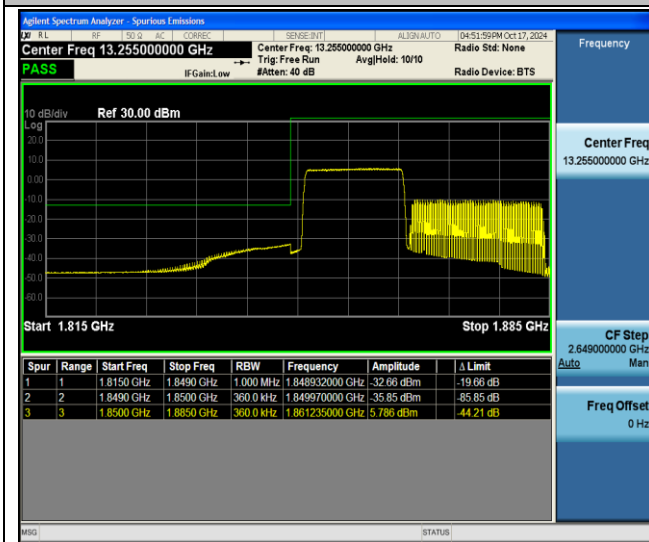 Agilent Spectrum Analyzer - Spurious Emissions
RL RF 50 Ω AC CORREC SENSE:INT ALIGN AUTO 04:51:59PM Oct 17, 2024
Center Freq 13.255000000 GHz Center Freq: 13.255000000 GHz Radio Std: None Frequency
Trig: Free Run Avg|Hold: 10/10
PASS IFGain:Low #Atten: 40 dB Radio Device: BTS
10 dB/div Ref 30.00 dBm
Log
20.0
10.0
0.00
-10.0
-20.0
-30.0
-40.0
-50.0
-60.0
Start 1.815 GHz Stop 1.885 GHz
Center Freq
13.255000000 GHz
CF Step
2.649000000 GHz
Auto Man
Freq Offset
0 Hz
Spur Range Start Freq Stop Freq RBW Frequency Amplitude Δ Limit
1 1 1.8150 GHz 1.8490 GHz 1.000 MHz 1.848932000 GHz -32.66 dBm -19.66 dB
2 2 1.8490 GHz 1.8500 GHz 360.0 kHz 1.849970000 GHz -35.85 dBm -85.85 dB
3 3 1.8500 GHz 1.8850 GHz 360.0 kHz 1.861235000 GHz 5.786 dBm -44.21 dB
MSG STATUS